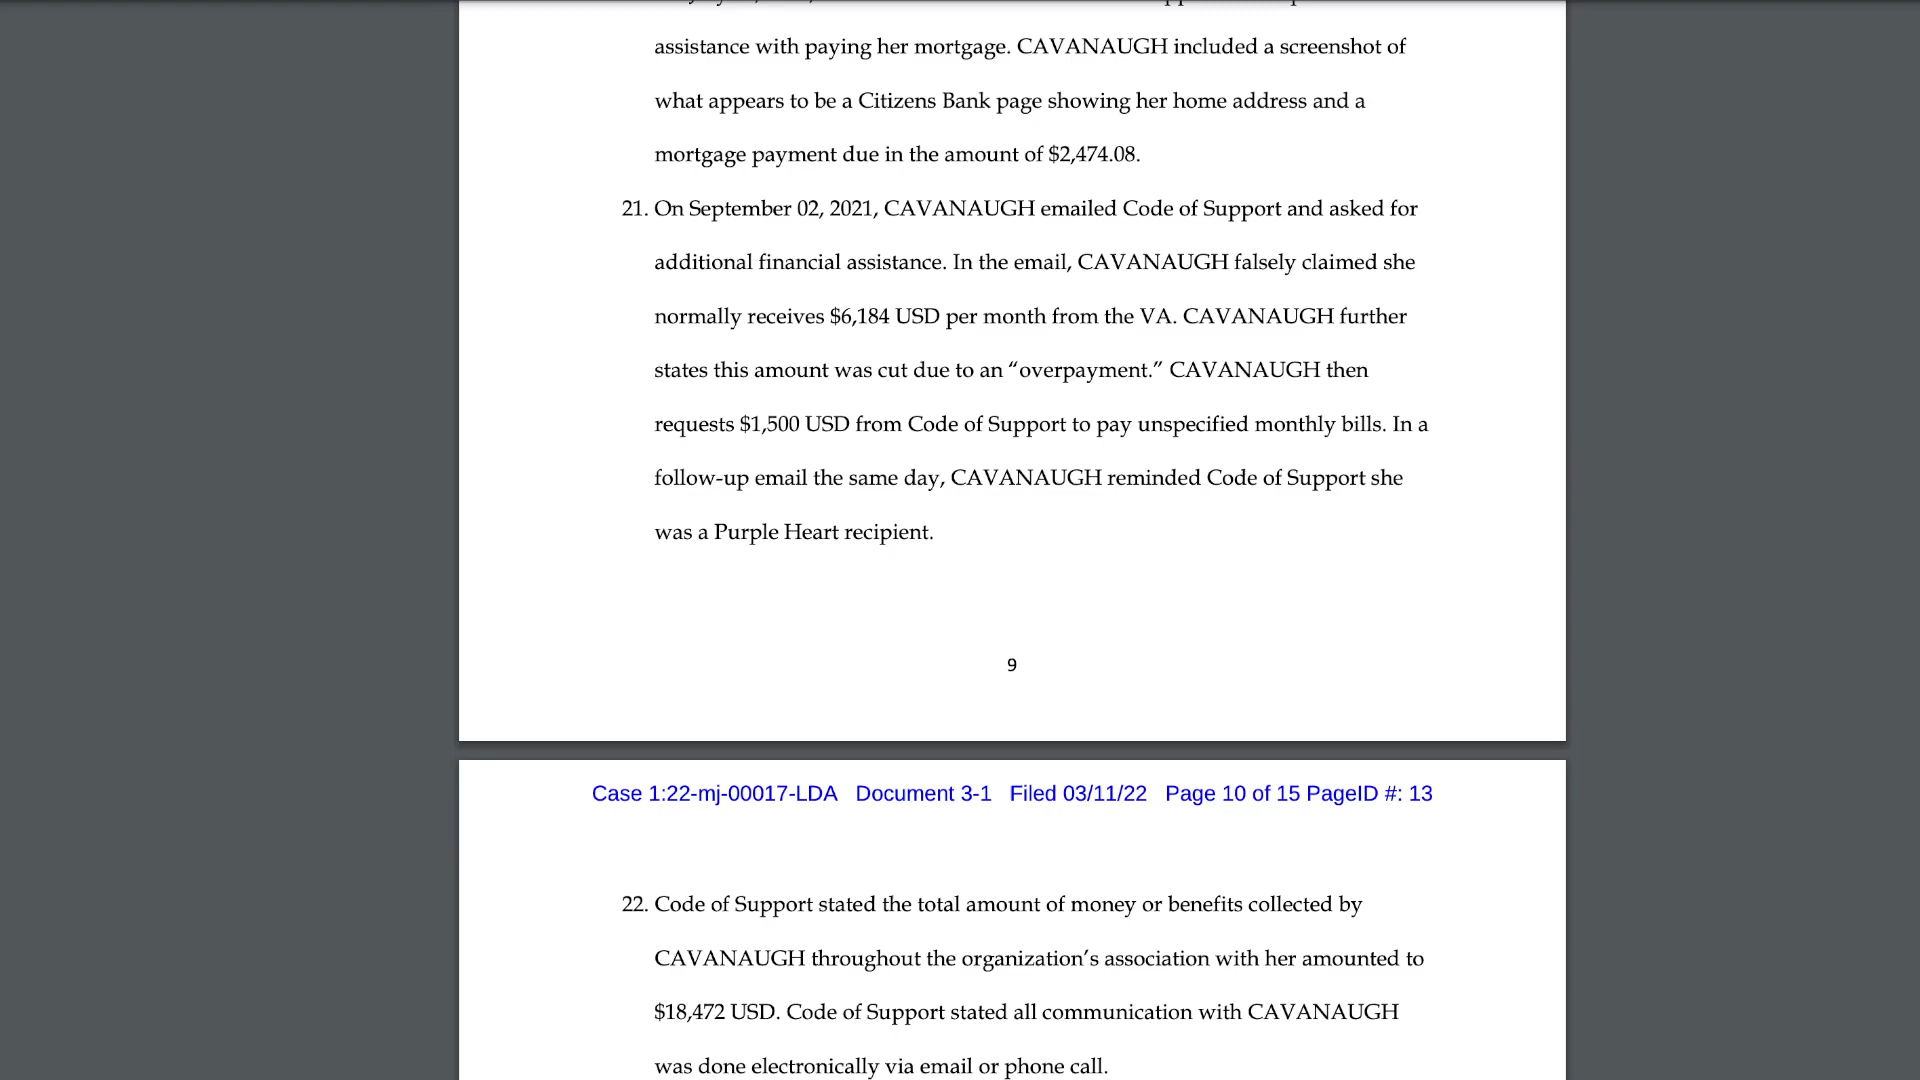 assistance with paying her mortgage. CAVANAUGH included a screenshot of
what appears to be a Citizens Bank page showing her home address and a
mortgage payment due in the amount of $2,474.08.
21. On September 02, 2021, CAVANAUGH emailed Code of Support and asked for
additional financial assistance. In the email, CAVANAUGH falsely claimed she
normally receives $6,184 USD per month from the VA. CAVANAUGH further
states this amount was cut due to an “overpayment.” CAVANAUGH then
requests $1,500 USD from Code of Support to pay unspecified monthly bills. In a
follow-up email the same day, CAVANAUGH reminded Code of Support she
was a Purple Heart recipient.
9
Case 1:22-mj-00017-LDA Document 3-1 Filed 03/11/22 Page 10 of 15 PageID #: 13
22. Code of Support stated the total amount of money or benefits collected by
CAVANAUGH throughout the organization’s association with her amounted to
$18,472 USD. Code of Support stated all communication with CAVANAUGH
was done electronically via email or phone call.